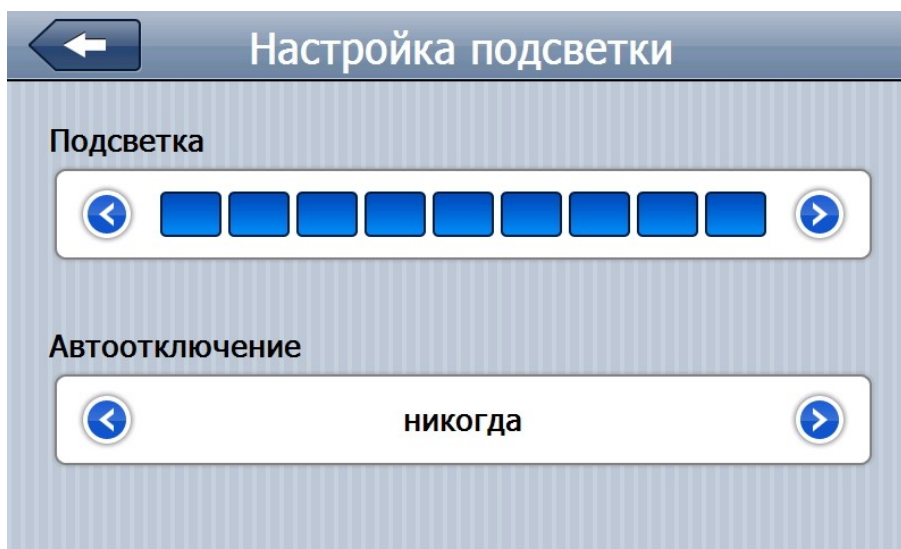 Настройка подсветки
Подсветка
Автоотключение
никогда